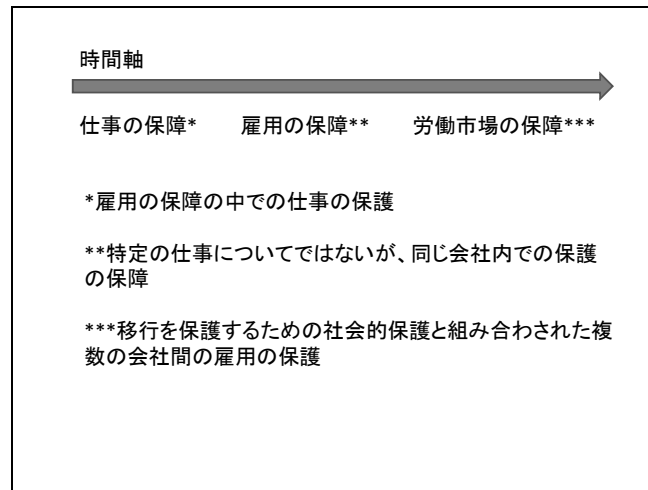 時間軸
仕事の保障* 雇用の保障** 労働市場の保障***
*雇用の保障の中での仕事の保護
**特定の仕事についてではないが、同じ会社内での保護
の保障
***移行を保護するための社会的保護と組み合わされた複
数の会社間の雇用の保護